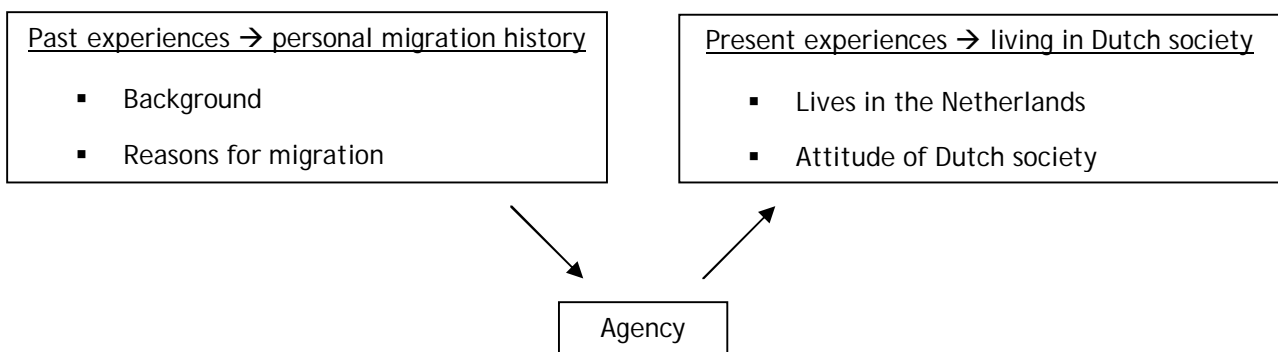 Past experiences → personal migration history
▪ Background
▪ Reasons for migration
Present experiences → living in Dutch society
▪ Lives in the Netherlands
▪ Attitude of Dutch society
Agency